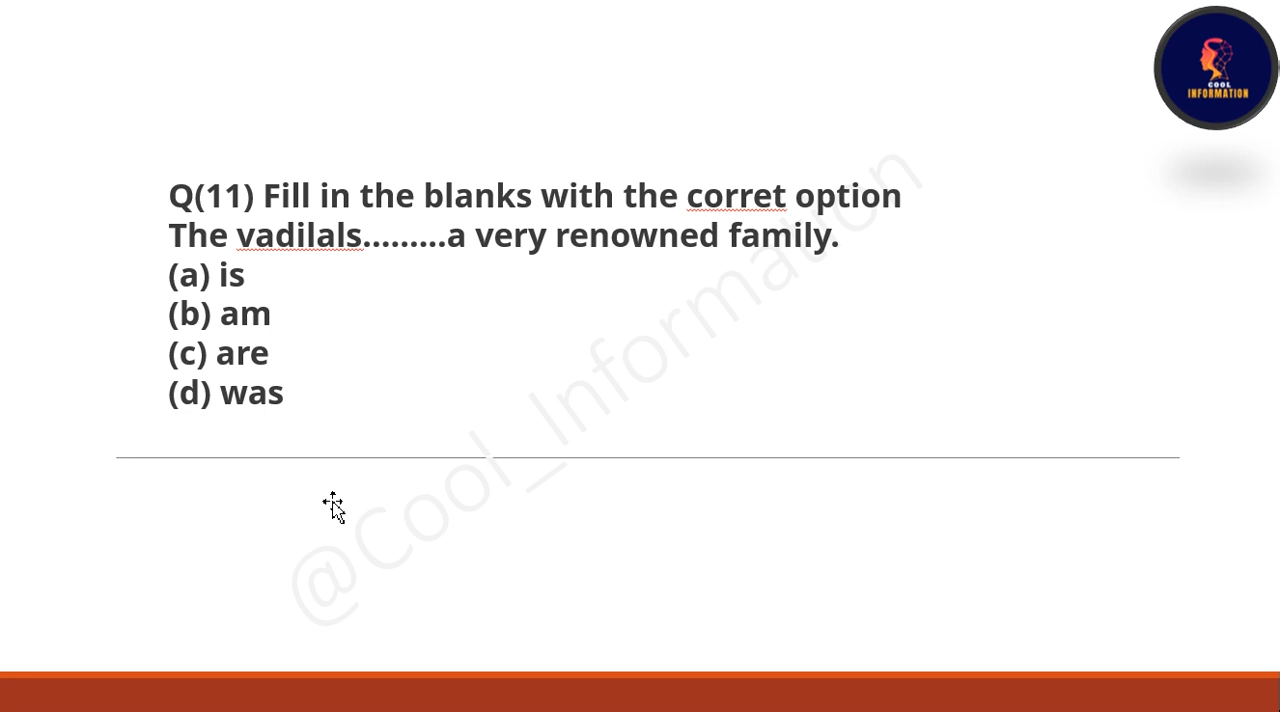 COOL
INFORMATION
Q(11) Fill in the blanks with the corret option
The vadilals.........a very renowned family.
(a) is
(b) am
(c) are
(d) was
@Cool_Information